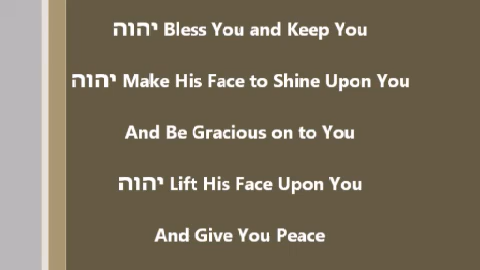 יהוה Bless You and Keep You
יהוה Make His Face to Shine Upon You
And Be Gracious on to You
יהוה Lift His Face Upon You
And Give You Peace